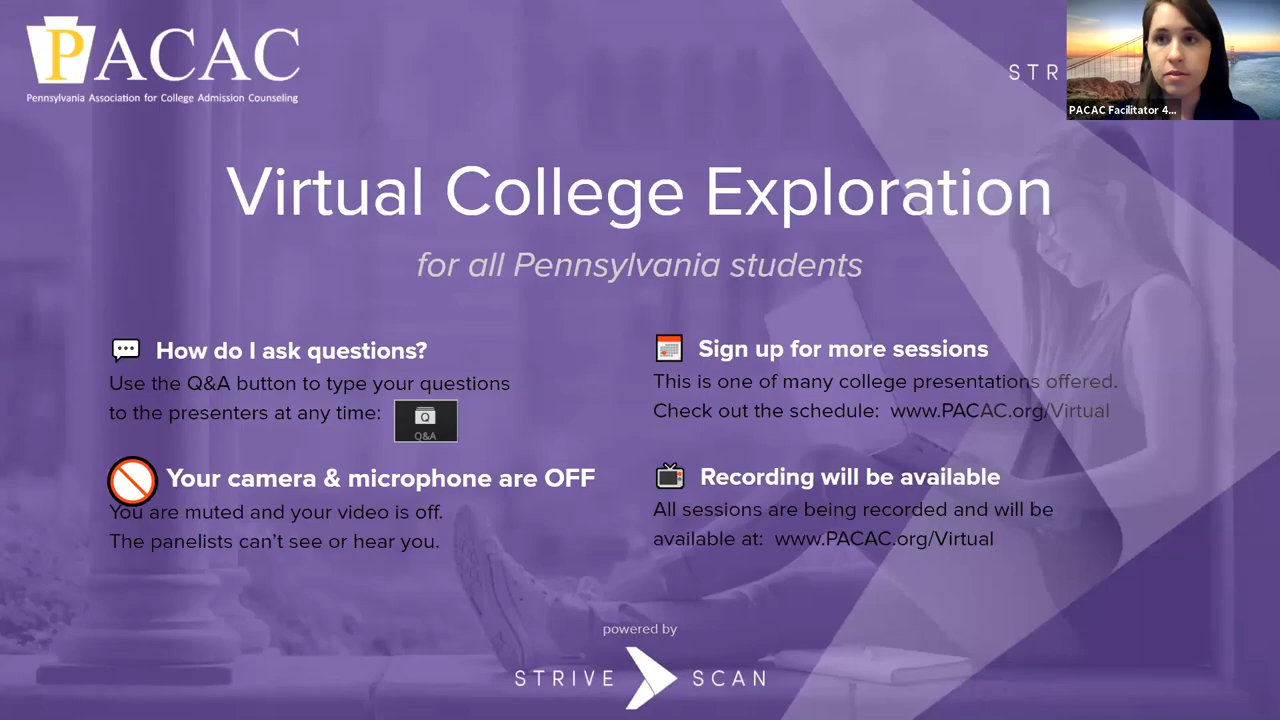 PACAC
Pennsylvania Association for College Admission Counseling
STR
PACAC Facilitator 4...
Virtual College Exploration
for all Pennsylvania students
How do I ask questions?
Use the Q&A button to type your questions
to the presenters at any time:
Q
Q&A
Your camera & microphone are OFF
You are muted and your video is off.
The panelists can't see or hear you.
Sign up for more sessions
This is one of many college presentations offered.
Check out the schedule: www.PACAC.org/Virtual
Recording will be available
All sessions are being recorded and will be
available at: www.PACAC.org/Virtual
powered by
STRIVE SCAN